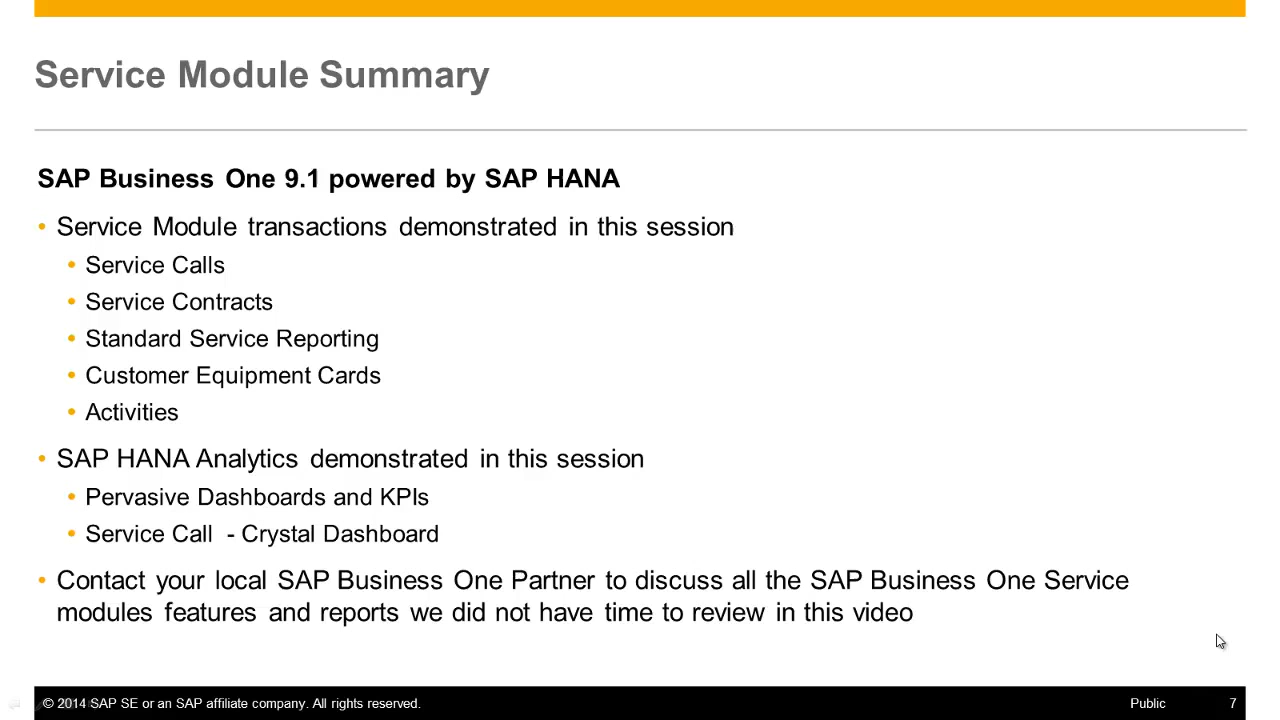 Service Module Summary
SAP Business One 9.1 powered by SAP HANA
• Service Module transactions demonstrated in this session
• Service Calls
• Service Contracts
• Standard Service Reporting
• Customer Equipment Cards
• Activities
• SAP HANA Analytics demonstrated in this session
• Pervasive Dashboards and KPIs
• Service Call - Crystal Dashboard
• Contact your local SAP Business One Partner to discuss all the SAP Business One Service
modules features and reports we did not have time to review in this video
© 2014 SAP SE or an SAP affiliate company. All rights reserved. Public 7